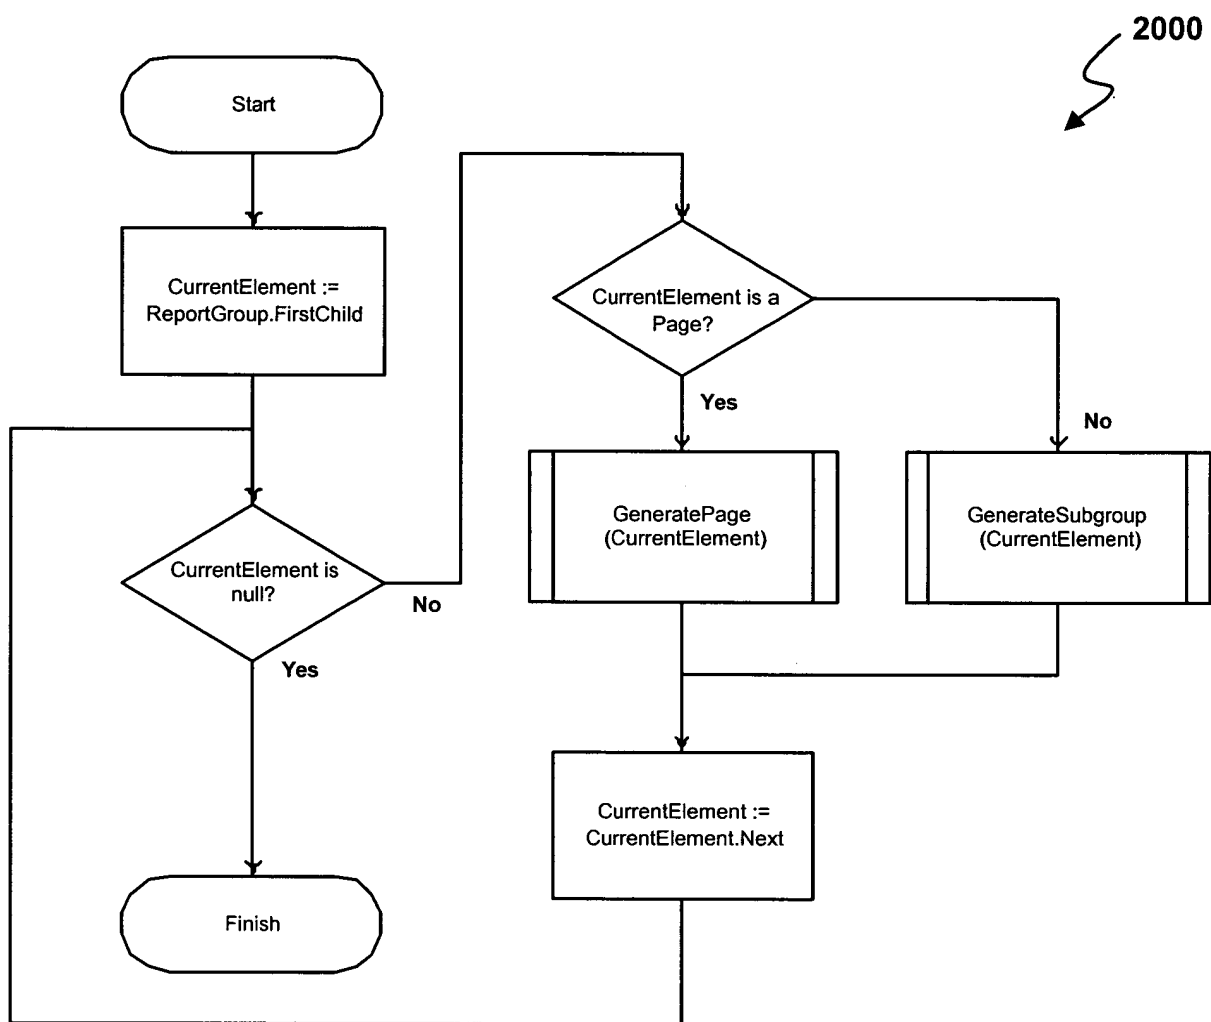 2000
Start
CurrentElement :=
ReportGroup.FirstChild
CurrentElement is
null?
No
Yes
Finish
CurrentElement is a
Page?
Yes
No
GeneratePage
(CurrentElement)
GenerateSubgroup
(CurrentElement)
CurrentElement :=
CurrentElement.Next